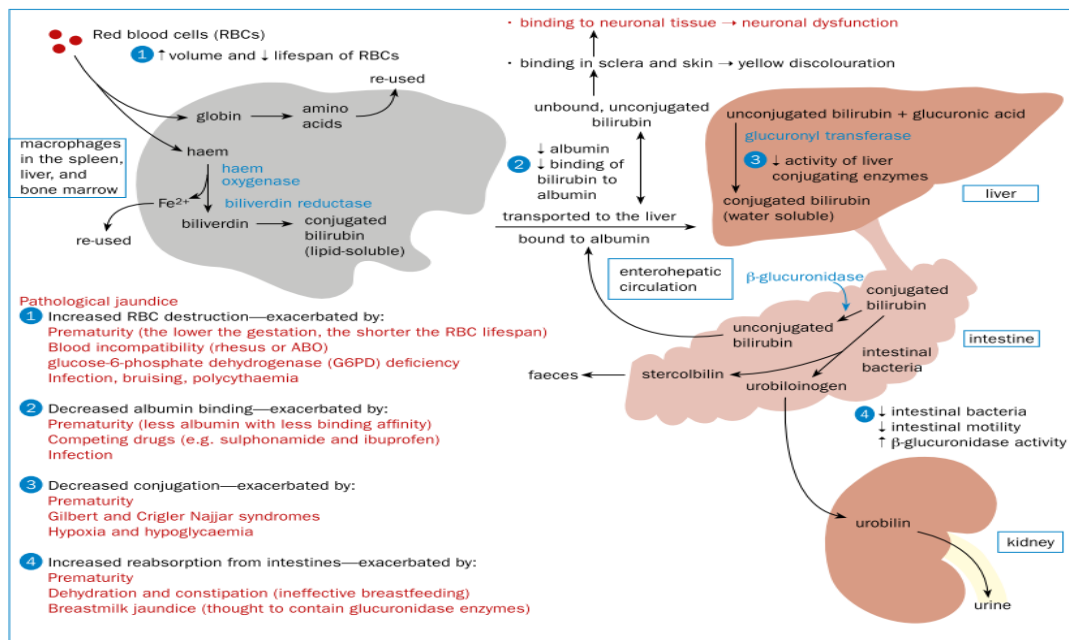 Red blood cells (RBCs)
1 ↑ volume and ↓ lifespan of RBCs
re-used
globin
amino
acids
macrophages
in the spleen,
liver, and
bone marrow
haem
haem
oxygenase
Fe2+
biliverdin reductase
re-used
biliverdin
conjugated
bilirubin
(lipid-soluble)
· binding to neuronal tissue → neuronal dysfunction
· binding in sclera and skin → yellow discolouration
unbound, unconjugated
bilirubin
2
↓ albumin
↓ binding of
bilirubin to
albumin
transported to the liver
bound to albumin
unconjugated bilirubin + glucuronic acid
glucuronyl transferase
3 ↓ activity of liver
conjugating enzymes
conjugated bilirubin
(water soluble)
liver
enterohepatic
circulation
β-glucuronidase
conjugated
bilirubin
unconjugated
bilirubin
intestine
intestinal
bacteria
faeces
stercolbilin
urobiloinogen
4 ↓ intestinal bacteria
↓ intestinal motility
↑ β-glucuronidase activity
urobilin
kidney
urine
Pathological jaundice
1 Increased RBC destruction—exacerbated by:
Prematurity (the lower the gestation, the shorter the RBC lifespan)
Blood incompatibility (rhesus or ABO)
glucose-6-phosphate dehydrogenase (G6PD) deficiency
Infection, bruising, polycythaemia
2 Decreased albumin binding—exacerbated by:
Prematurity (less albumin with less binding affinity)
Competing drugs (e.g. sulphonamide and ibuprofen)
Infection
3 Decreased conjugation—exacerbated by:
Prematurity
Gilbert and Crigler Najjar syndromes
Hypoxia and hypoglycaemia
4 Increased reabsorption from intestines—exacerbated by:
Prematurity
Dehydration and constipation (ineffective breastfeeding)
Breastmilk jaundice (thought to contain glucuronidase enzymes)